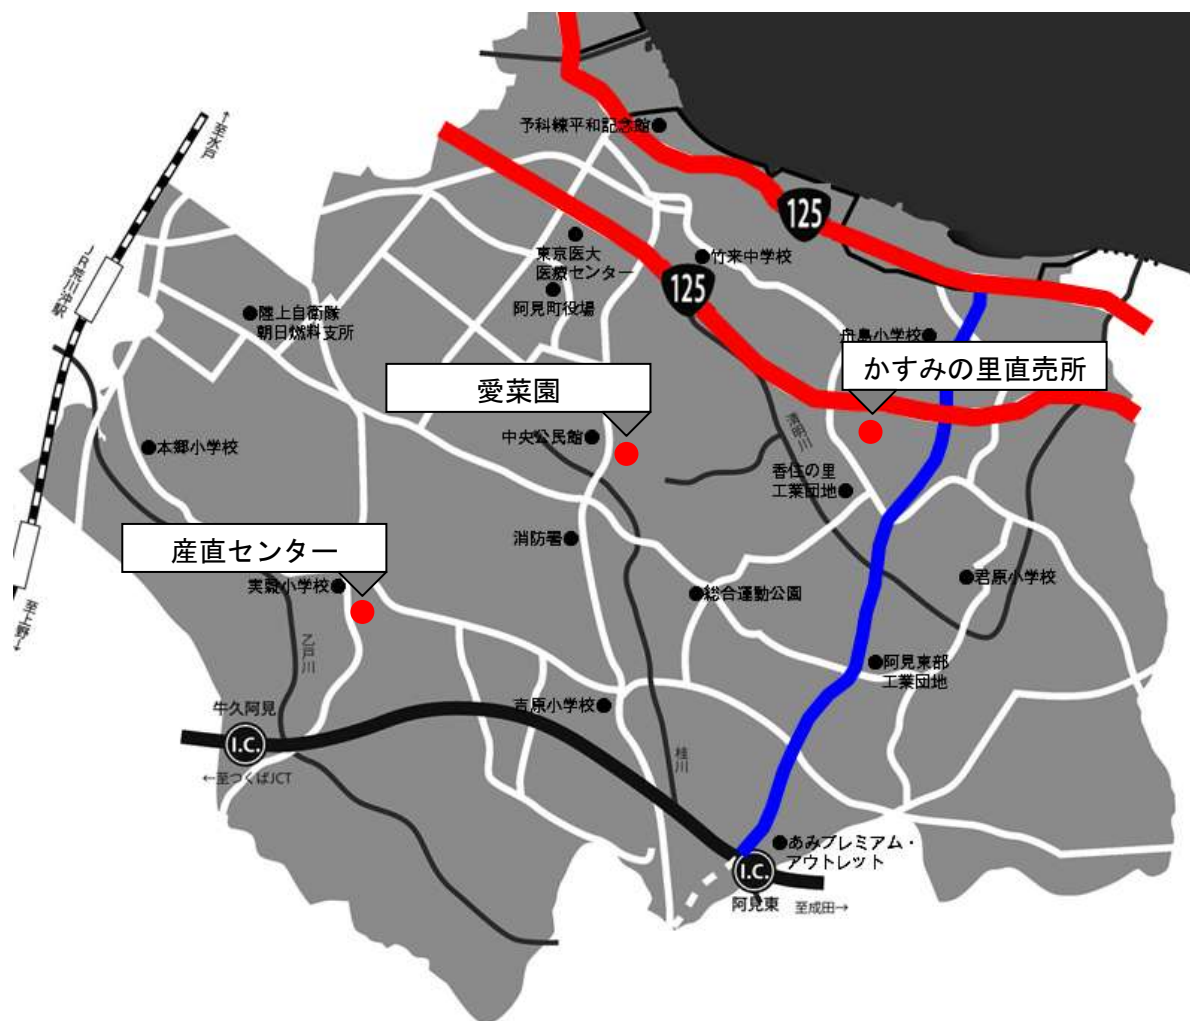 予科練平和記念館
←至水戸
125
東京医大
医療センター
竹来中学校
125
JR荒川沖駅
阿見町役場
陸上自衛隊
朝日燃料支所
舟島小学校
かすみの里直売所
愛菜園
清明川
中央公民館
本郷小学校
香住の里
工業団地
消防署
産直センター
実穀小学校
君原小学校
総合運動公園
至上野→
乙戸川
阿見東部
工業団地
吉原小学校
牛久阿見
I.C.
桂川
←至つくばJCT
あみプレミアム・
アウトレット
I.C.
阿見東
至成田→